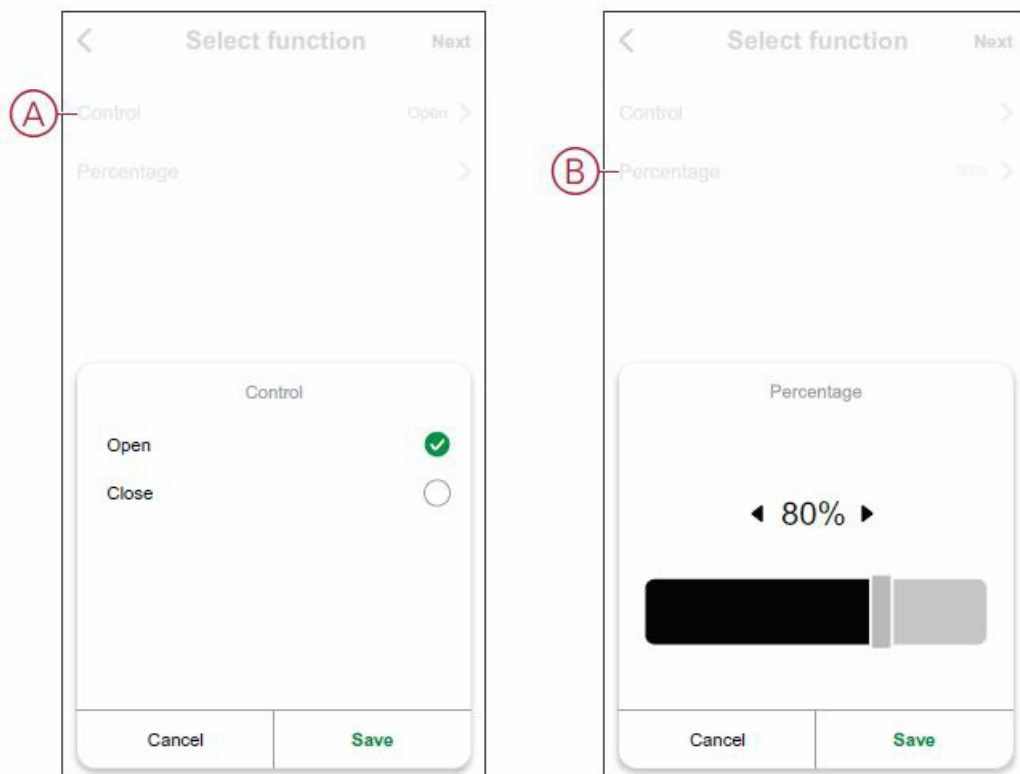 Select function Next
A
Control Open
Percentage
Control
Open
Close
Cancel Save
Select function Next
Control
B
Percentage 80%
Percentage
80%
Cancel Save